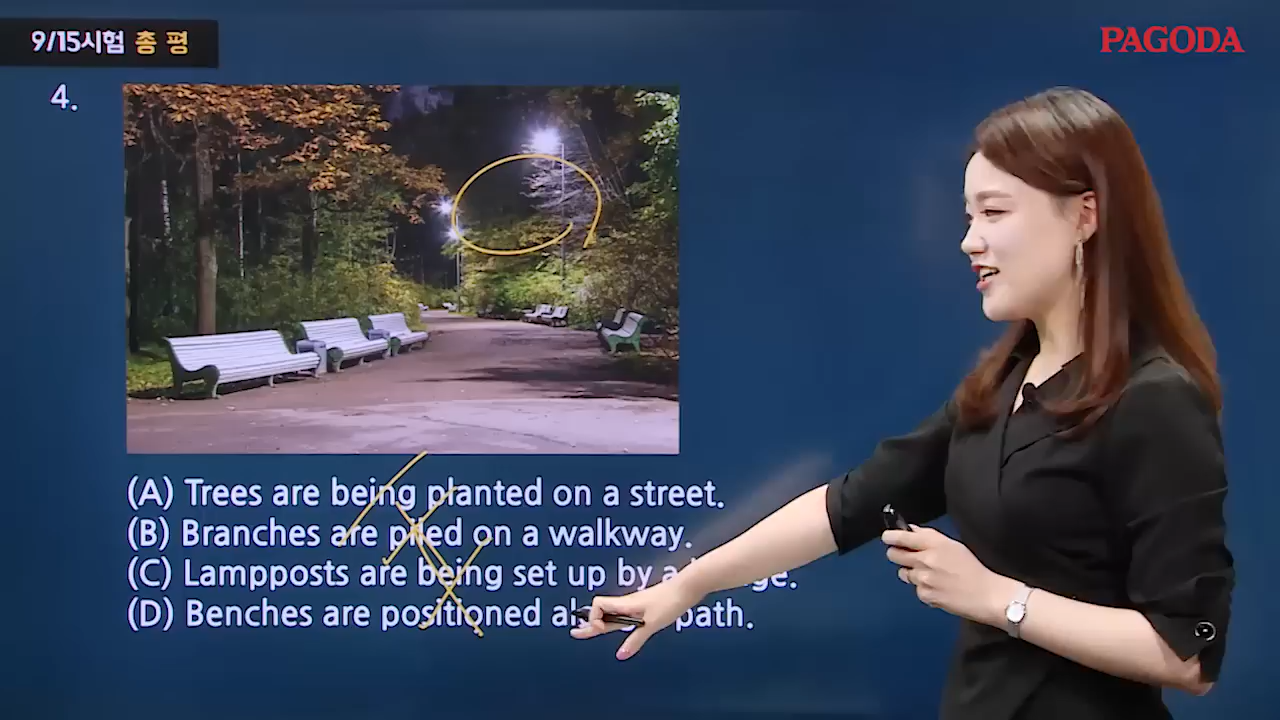 9/15시험 총평
PAGODA
4.
(A) Trees are being planted on a street.
(B) Branches are piled on a walkway.
(C) Lampposts are being set up by a
(D) Benches are positioned path.